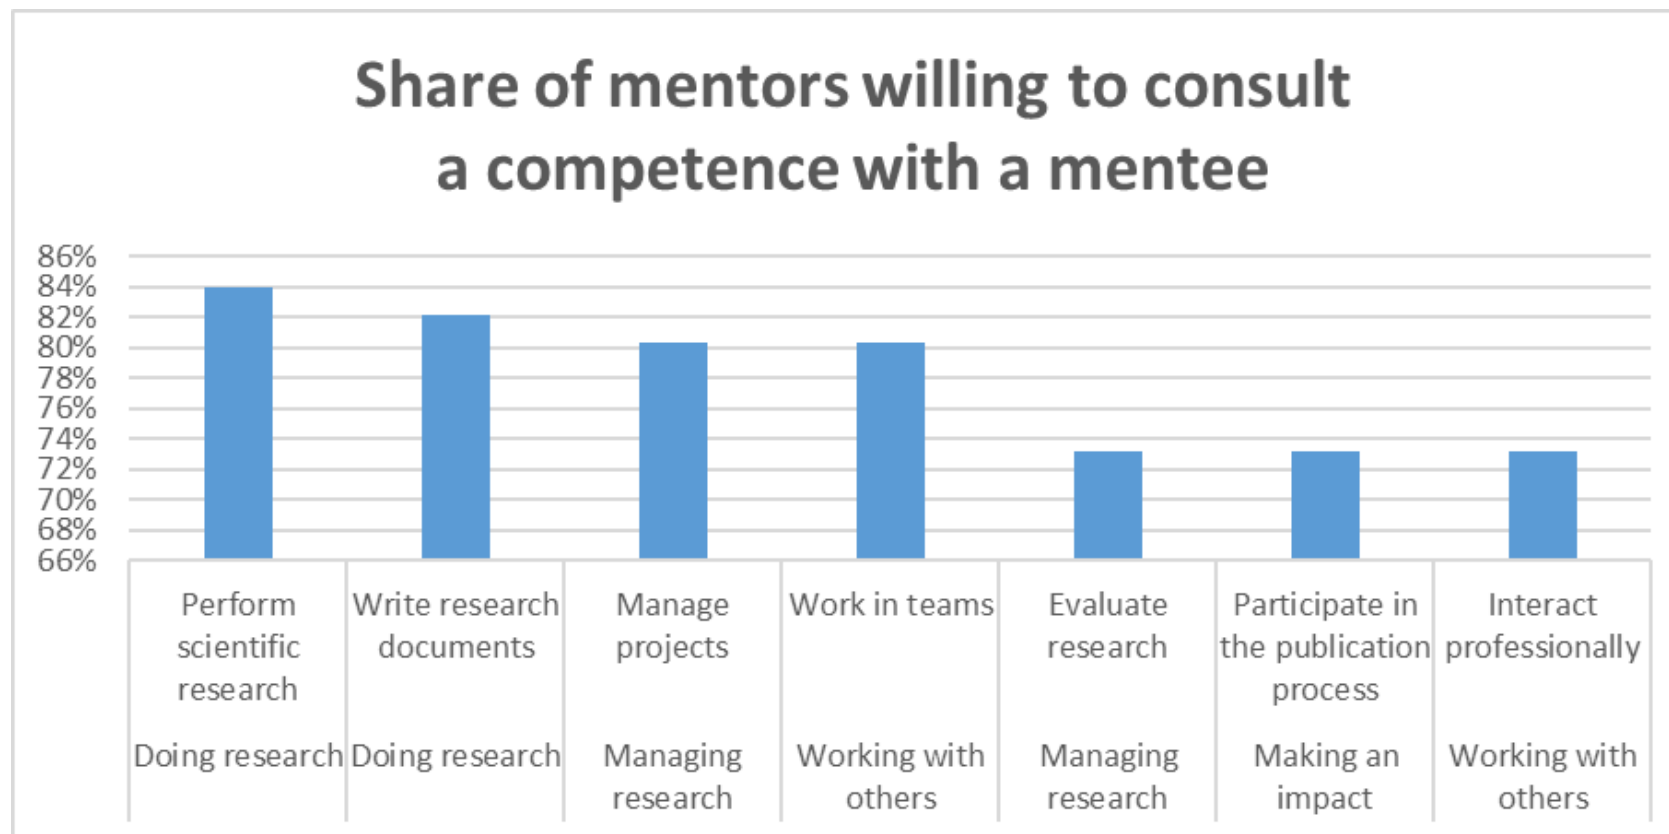 Share of mentors willing to consult
a competence with a mentee
86%
84%
82%
80%
78%
76%
74%
72%
70%
68%
66%
Perform
scientific
research
Write research
documents
Manage
projects
Work in teams
Evaluate
research
Participate in
the publication
process
Interact
professionally
Doing research
Doing research
Managing
research
Working with
others
Managing
research
Making an
impact
Working with
others